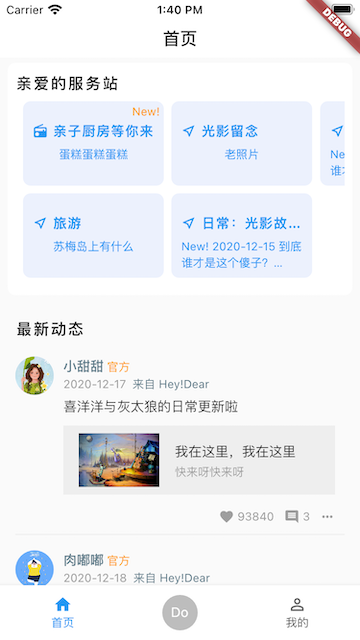 Carrier 1:40 PM
DEBUG
首页
亲爱的服务站
New!
亲子厨房等你来
蛋糕蛋糕蛋糕
光影留念
老照片
Ne
谁才
旅游
苏梅岛上有什么
日常：光影故...
New! 2020-12-15 到底
谁才是这个傻子？...
最新动态
小甜甜 官方
2020-12-17 来自 Hey!Dear
喜洋洋与灰太狼的日常更新啦
我在这里，我在这里
快来呀快来呀
93840 3
肉嘟嘟 官方
2020-12-18 来自 Hey!Dear
首页
Do
我的